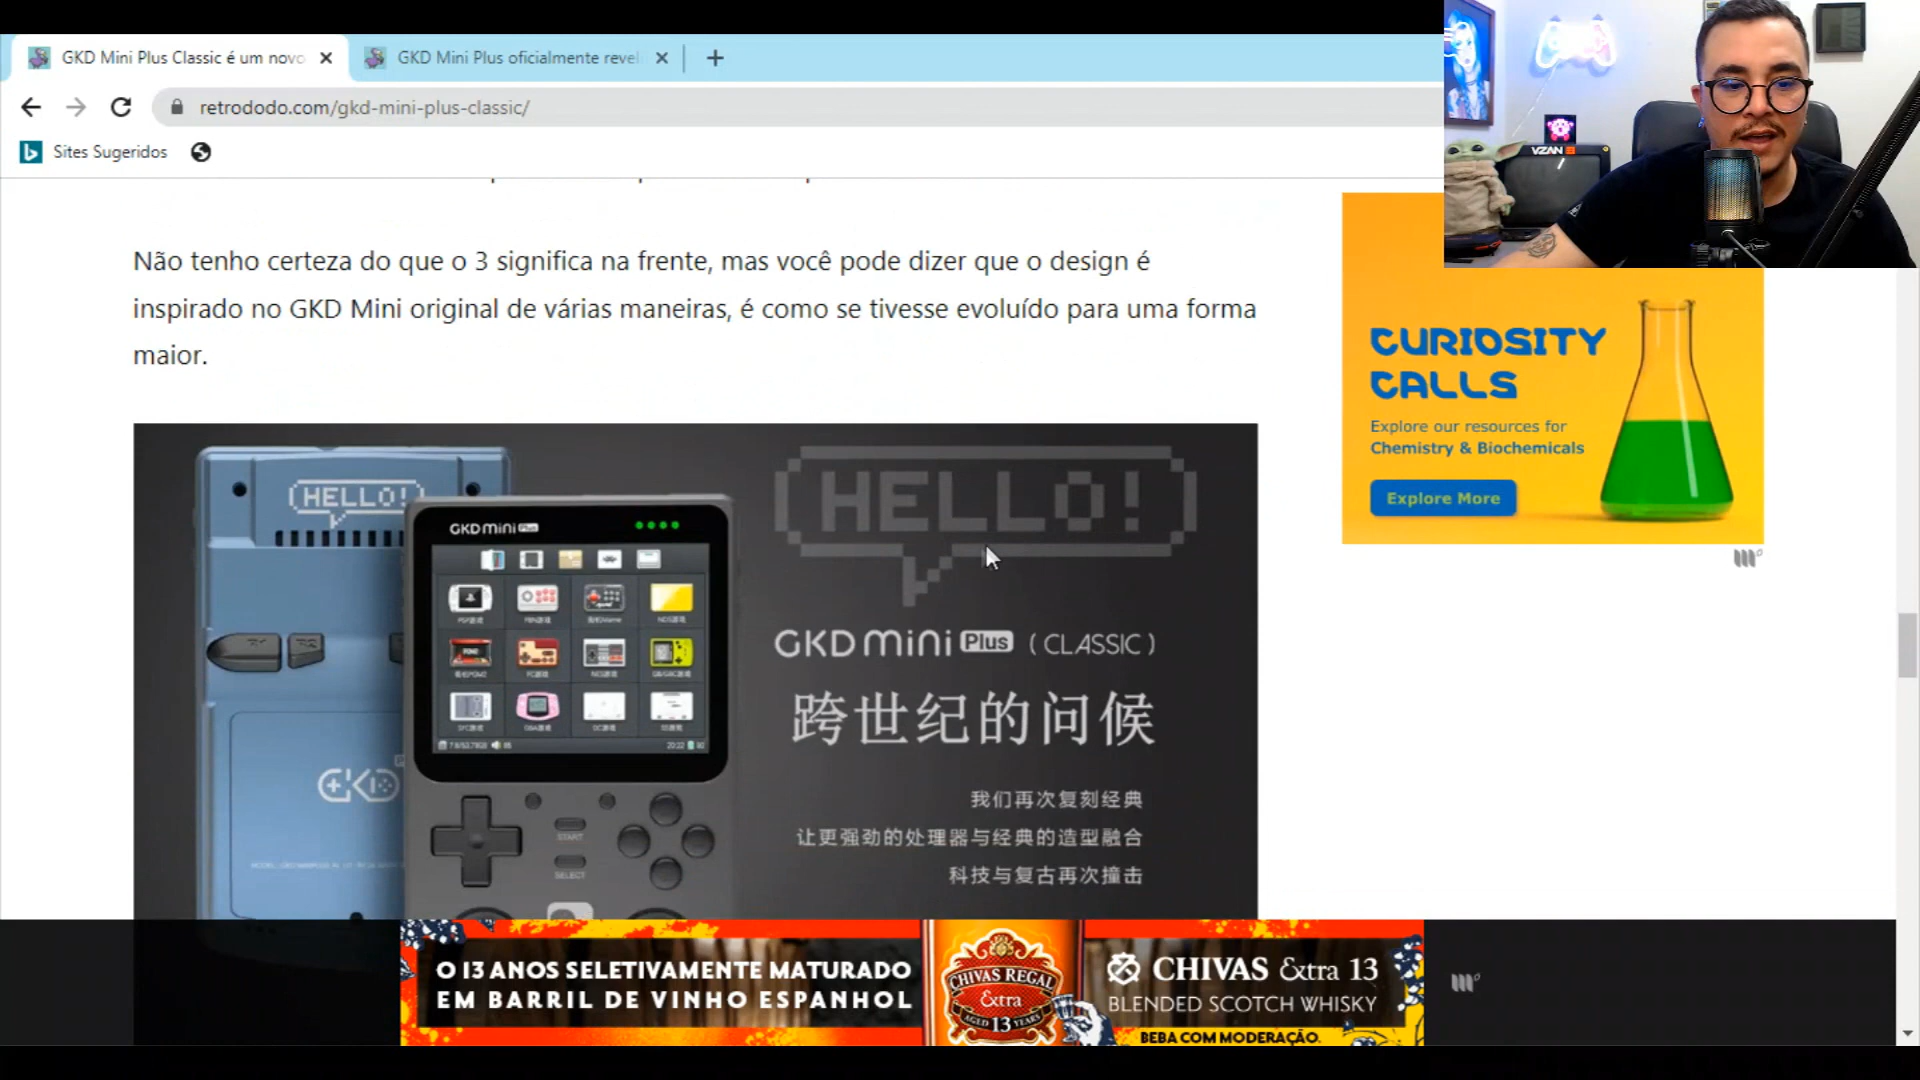 GKD Mini Plus Classic é um novo
GKD Mini Plus oficialmente revel
retrododo.com/gkd-mini-plus-classic/
Sites Sugeridos
VZAN
Não tenho certeza do que o 3 significa na frente, mas você pode dizer que o design é
inspirado no GKD Mini original de várias maneiras, é como se tivesse evoluído para uma forma
maior.
CURIOSITY
CALLS
Explore our resources for
Chemistry & Biochemicals
Explore More
HELLO!
GKD mini Plus
START
SELECT
GKD
HELLO!
GKD mini Plus (CLASSIC)
跨世纪的问候
我们再次复刻经典
让更强劲的处理器与经典的造型融合
科技与复古再次撞击
O 13 ANOS SELETIVAMENTE MATURADO
EM BARRIL DE VINHO ESPANHOL
CHIVAS REGAL
Extra
AGED 13 YEARS
CHIVAS Extra 13
BLENDED SCOTCH WHISKY
BEBA COM MODERAÇÃO.